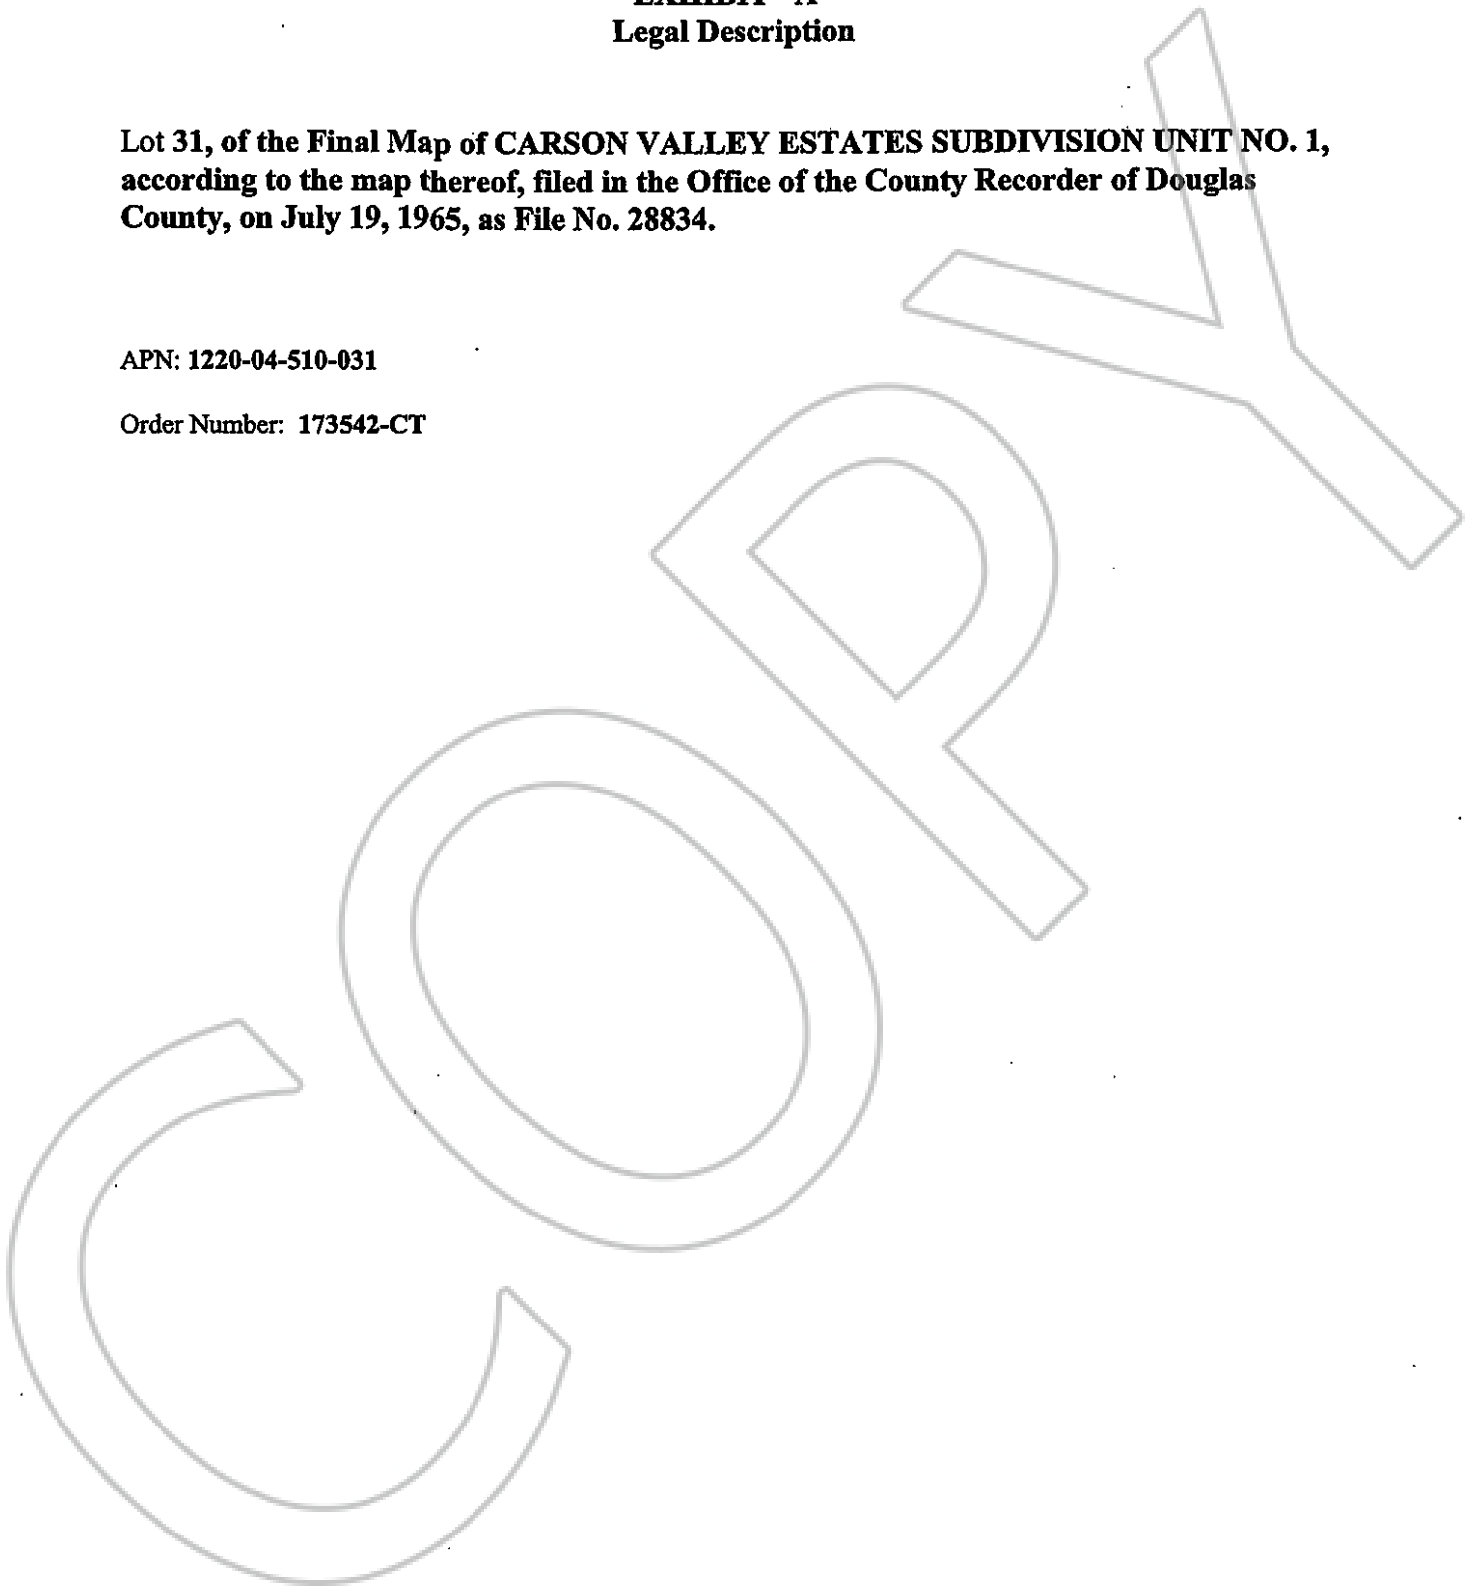 Legal Description
Lot 31, of the Final Map of CARSON VALLEY ESTATES SUBDIVISION UNIT NO. 1,
according to the map thereof, filed in the Office of the County Recorder of Douglas
County, on July 19, 1965, as File No. 28834.
APN: 1220-04-510-031
Order Number: 173542-CT
COPY